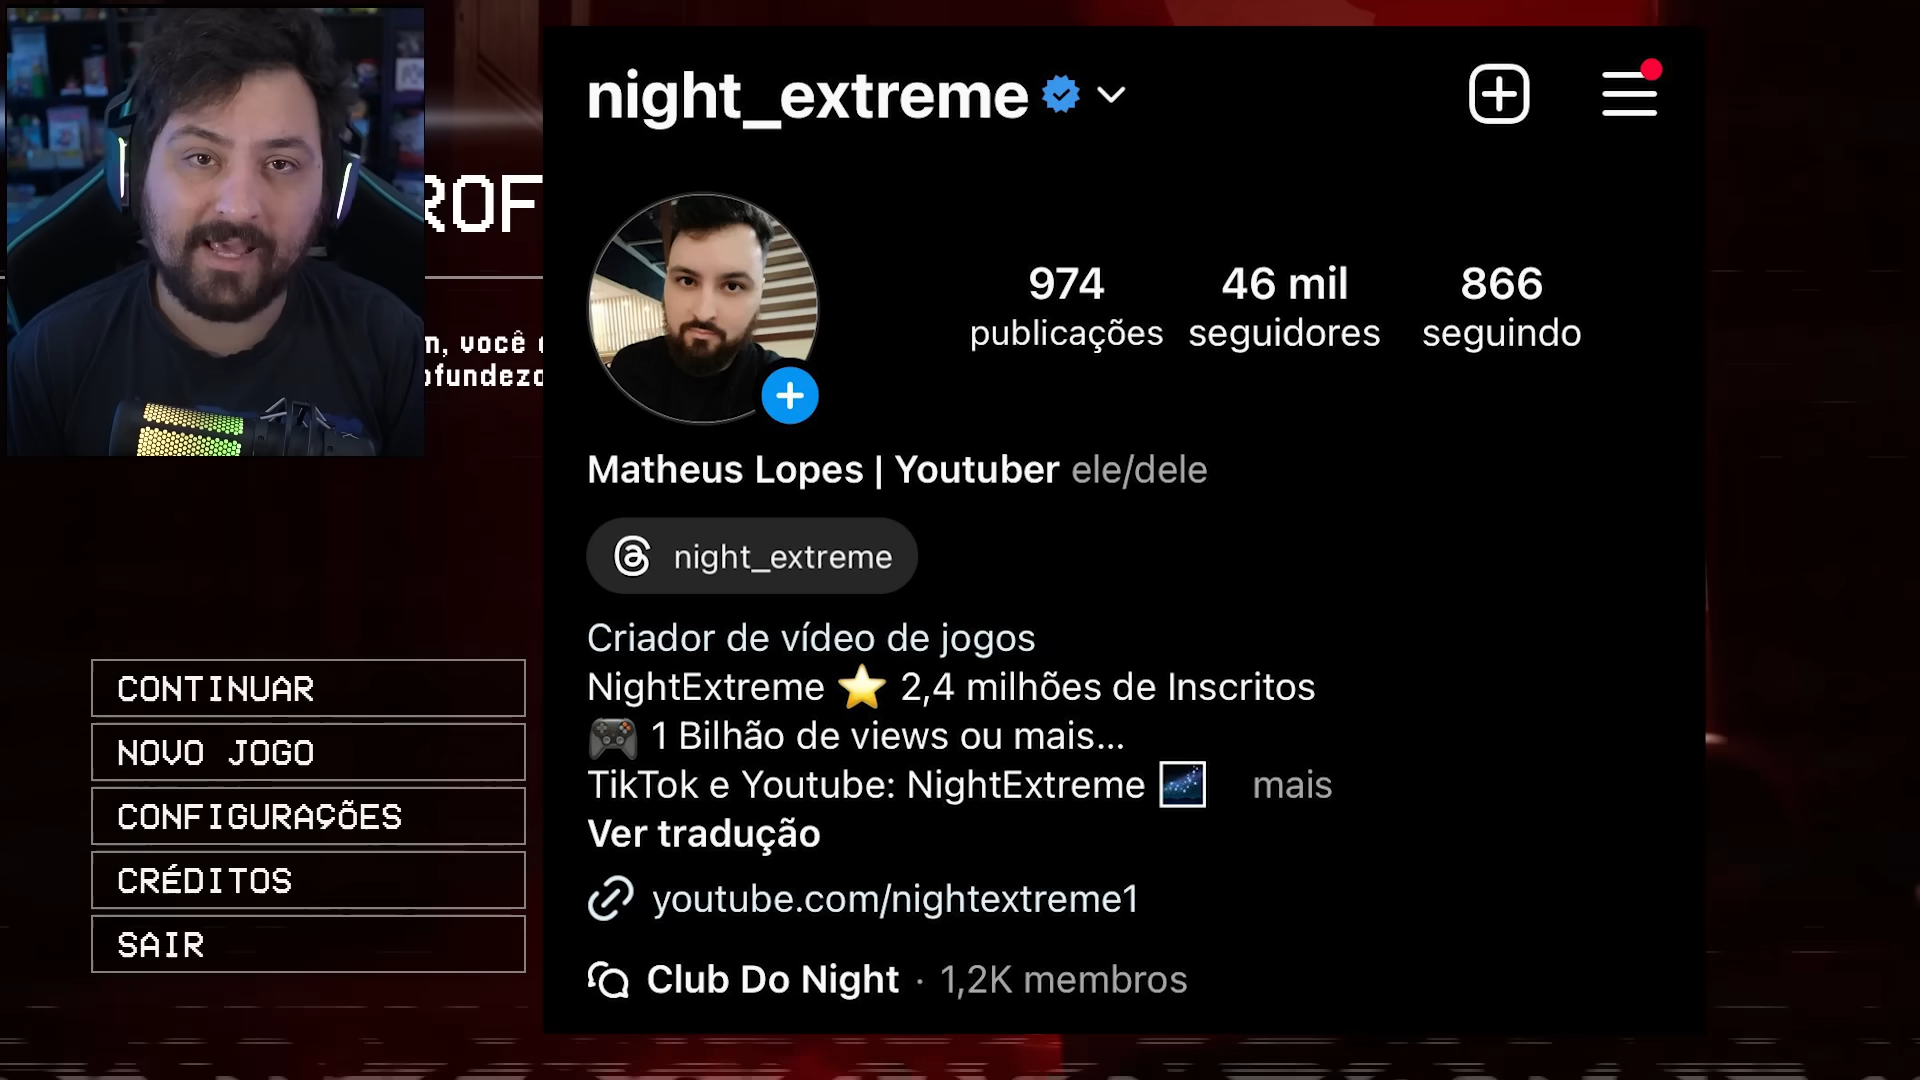 night_extreme
974
publicações
46 mil
seguidores
866
seguindo
Matheus Lopes | Youtuber ele/dele
night_extreme
Criador de vídeo de jogos
NightExtreme ⭐ 2,4 milhões de Inscritos
🎮 1 Bilhão de views ou mais...
TikTok e Youtube: NightExtreme 🌌 mais
Ver tradução
youtube.com/nightextreme1
Club Do Night · 1,2K membros
você
CONTINUAR
NOVO JOGO
CONFIGURAÇÕES
CRÉDITOS
SAIR